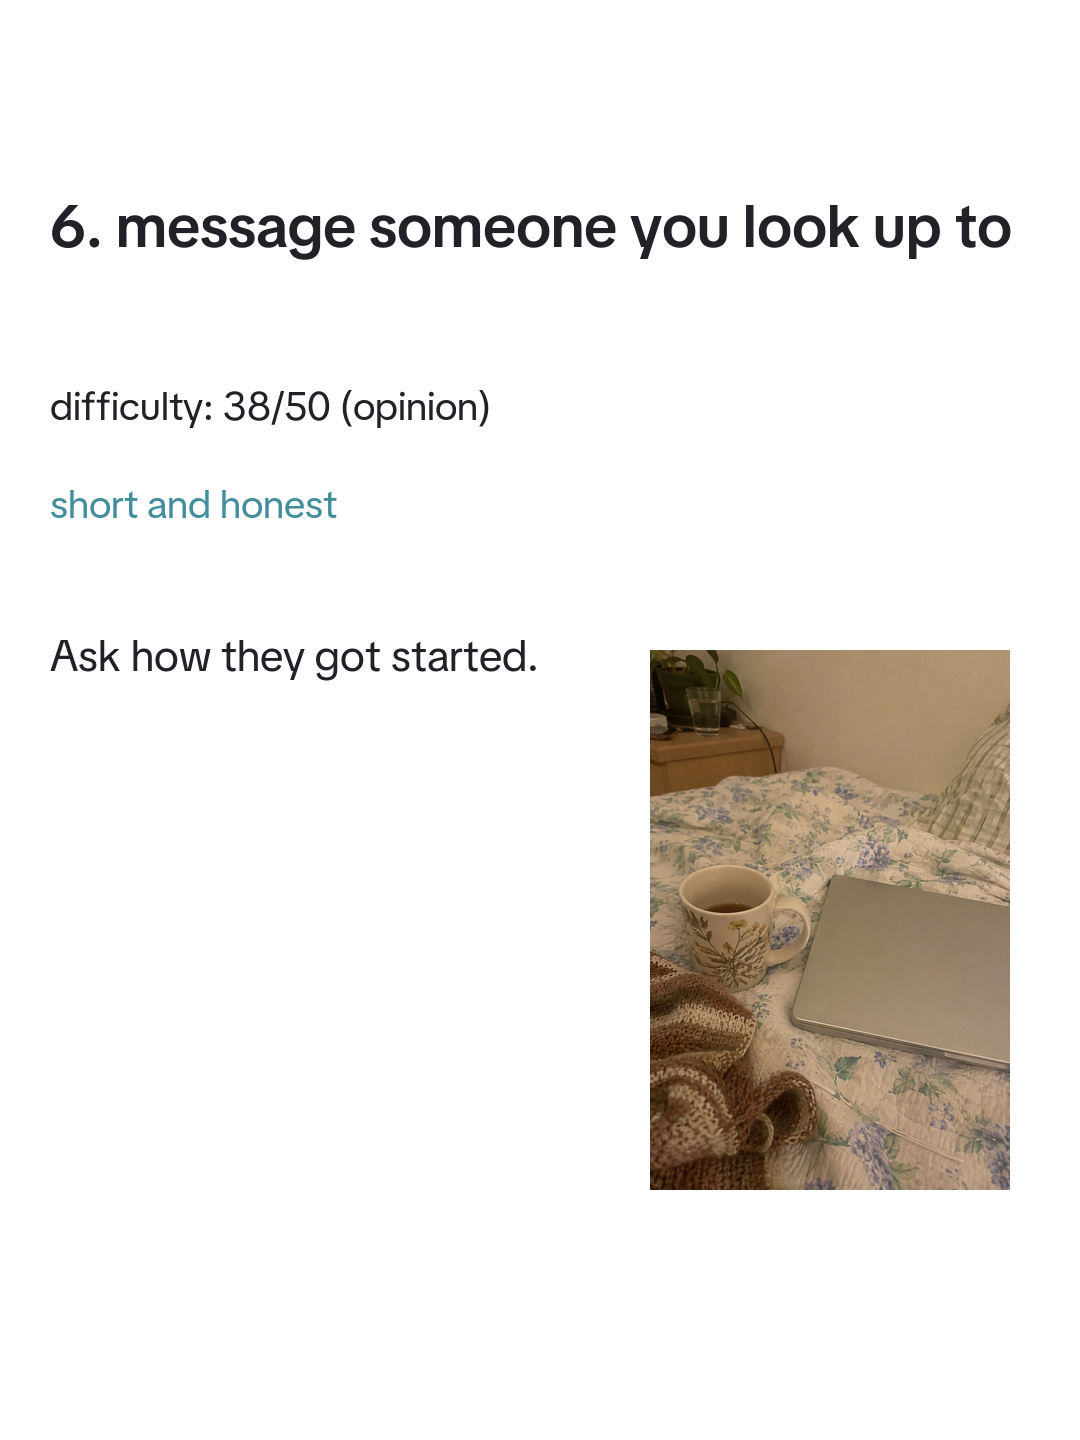 6. message someone you look up to
difficulty: 38/50 (opinion)
short and honest
Ask how they got started.